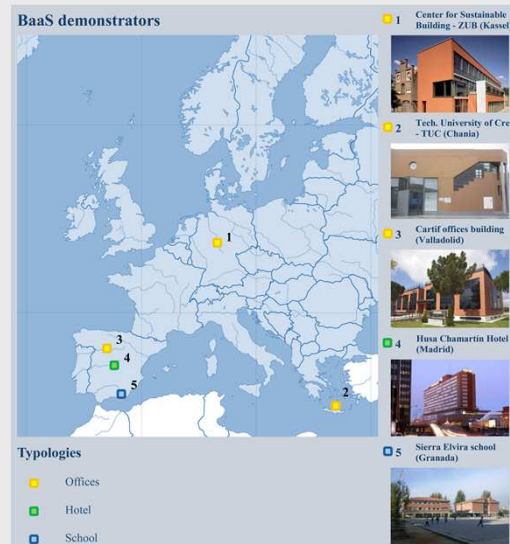 BaaS demonstrators
1 Center for Sustainable
Building - ZUB (Kassel
2 Tech. University of Cre
- TUC (Chania)
3 Cartif offices building
(Valladolid)
4 Husa Chamartín Hotel
(Madrid)
5 Sierra Elvira school
(Granada)
1
3
4
5
2
Typologies
Offices
Hotel
School